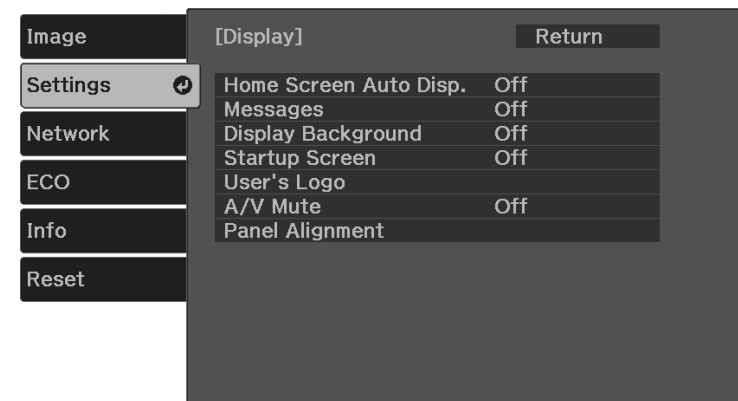 Image
Settings
Network
ECO
Info
Reset
[Display] Return
Home Screen Auto Disp. Off
Messages Off
Display Background Off
Startup Screen Off
User's Logo
A/V Mute Off
Panel Alignment